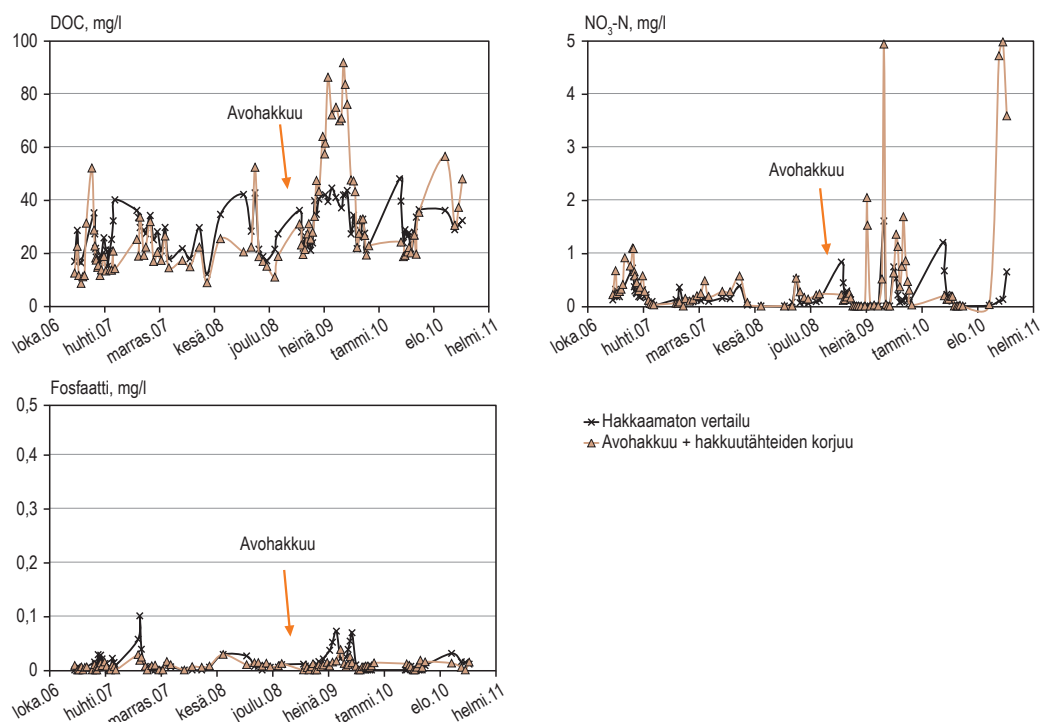 DOC, mg/l
100
80
60
40
20
0
Avohakkuu
loka.06
huhti.07
marras.07
kesä.08
joulu.08
heinä.09
tammi.10
elo.10
helmi.11
NO3-N, mg/l
5
4
3
2
1
0
Avohakkuu
loka.06
huhti.07
marras.07
kesä.08
joulu.08
heinä.09
tammi.10
elo.10
helmi.11
Fosfaatti, mg/l
0,5
0,4
0,3
0,2
0,1
0
Avohakkuu
loka.06
huhti.07
marras.07
kesä.08
joulu.08
heinä.09
tammi.10
elo.10
helmi.11
Hakkaamaton vertailu
Avohakkuu + hakkuutähteiden korjuu